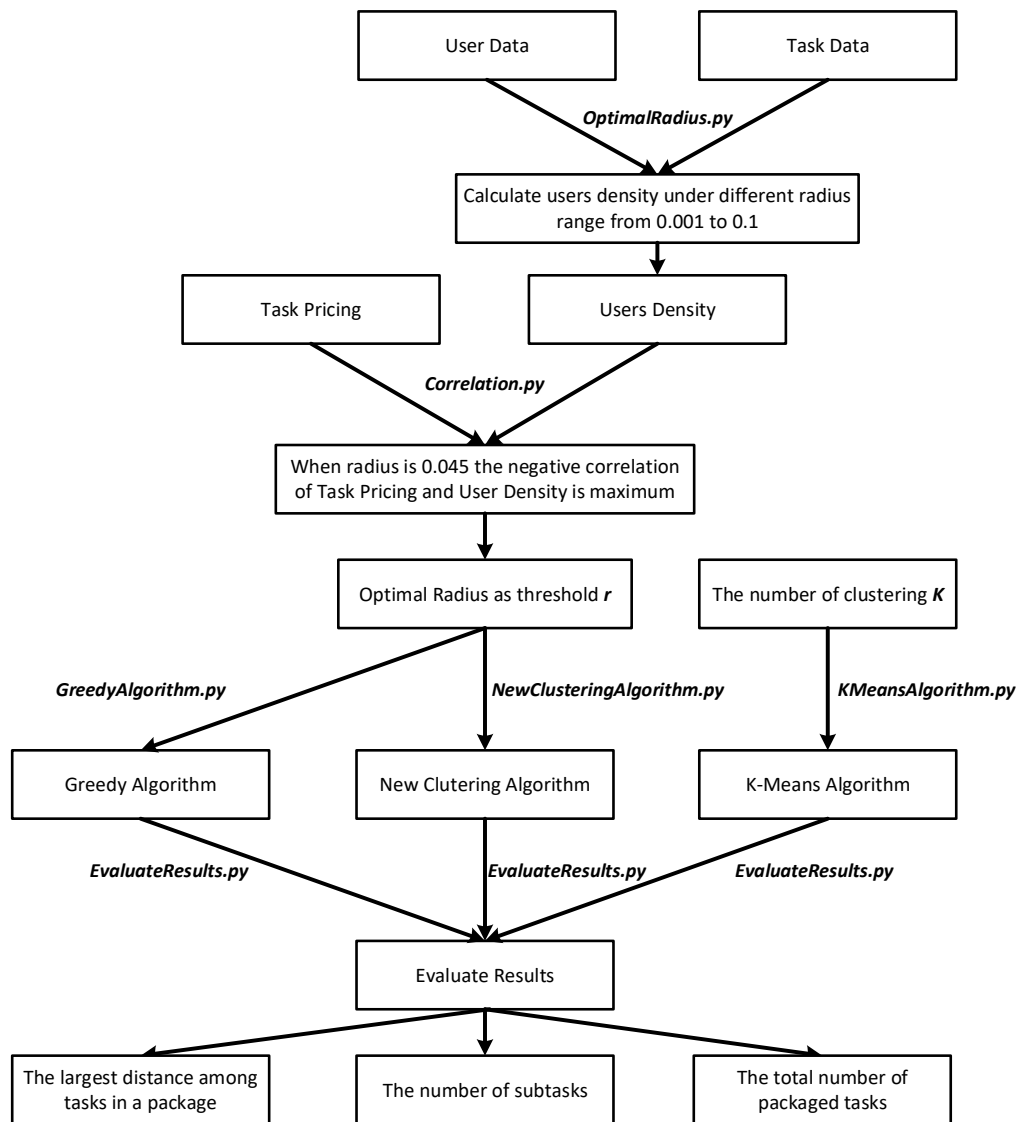 User Data
Task Data
OptimalRadius.py
Calculate users density under different radius
range from 0.001 to 0.1
Task Pricing
Users Density
Correlation.py
When radius is 0.045 the negative correlation
of Task Pricing and User Density is maximum
Optimal Radius as threshold r
The number of clustering K
GreedyAlgorithm.py
NewClusteringAlgorithm.py
KMeansAlgorithm.py
Greedy Algorithm
New Clutering Algorithm
K-Means Algorithm
EvaluateResults.py
EvaluateResults.py
EvaluateResults.py
Evaluate Results
The largest distance among
tasks in a package
The number of subtasks
The total number of
packaged tasks